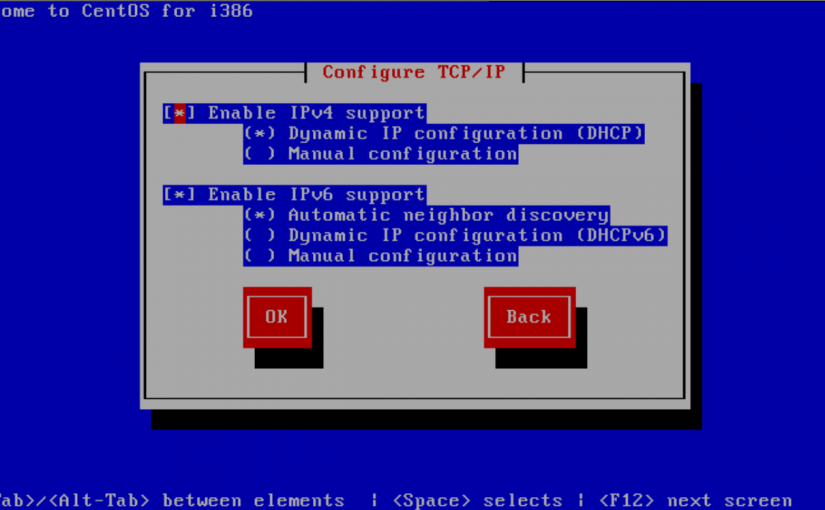 ome to CentOS for i386
Configure TCP/IP
[*] Enable IPv4 support
(*) Dynamic IP configuration (DHCP)
( ) Manual configuration
[*] Enable IPv6 support
(*) Automatic neighbor discovery
( ) Dynamic IP configuration (DHCPv6)
( ) Manual configuration
OK Back
ab>/<Alt-Tab> between elements | <Space> selects | <F12> next screen